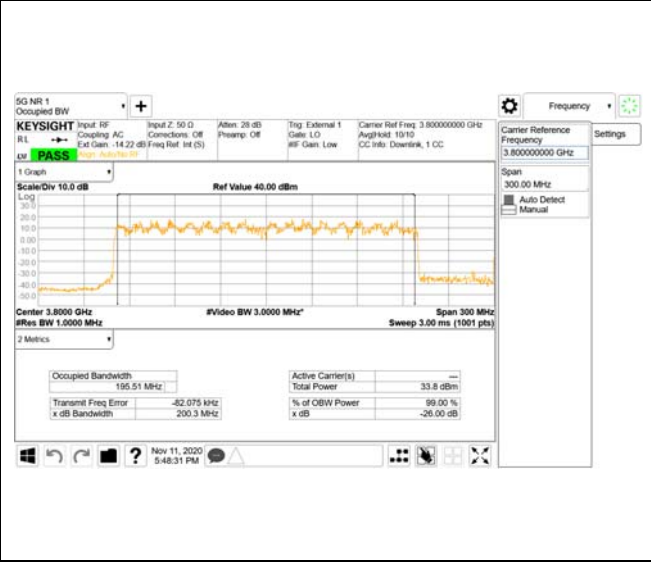 5G NR 1
Occupied BW
Frequency
KEYSIGHT
R L
PASS
Input: RF
Coupling: AC
Ext Gain: -14.22 dB
Align: Auto/No RF
Input Z: 50 Ω
Corrections: Off
Freq Ref: Int (S)
Atten: 28 dB
Preamp: Off
Trig: External 1
Gate: LO
#IF Gain: Low
Carrier Ref Freq: 3.800000000 GHz
Avg|Hold: 10/10
CC Info: Downlink, 1 CC
Carrier Reference
Frequency
3.800000000 GHz
Settings
Span
300.00 MHz
Auto Detect
Manual
1 Graph
Scale/Div 10.0 dB
Ref Value 40.00 dBm
Log
30.0
20.0
10.0
0.00
-10.0
-20.0
-30.0
-40.0
-50.0
Center 3.8000 GHz
#Video BW 3.0000 MHz*
Span 300 MHz
#Res BW 1.0000 MHz
Sweep 3.00 ms (1001 pts)
2 Metrics
Occupied Bandwidth
195.51 MHz
Transmit Freq Error -82.075 kHz
x dB Bandwidth 200.3 MHz
Active Carrier(s) —
Total Power 33.8 dBm
% of OBW Power 99.00 %
x dB -26.00 dB
?
Nov 11, 2020
5:48:31 PM